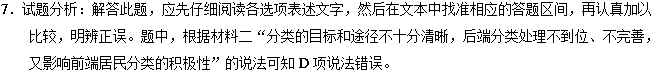 7．试题分析：解答此题，应先仔细阅读各选项表述文字，然后在文本中找准相应的答题区间，再认真加以
比较，明辨正误。题中，根据材料二“分类的目标和途径不十分清晰，后端分类处理不到位、不完善，
又影响前端居民分类的积极性”的说法可知 D 项说法错误。